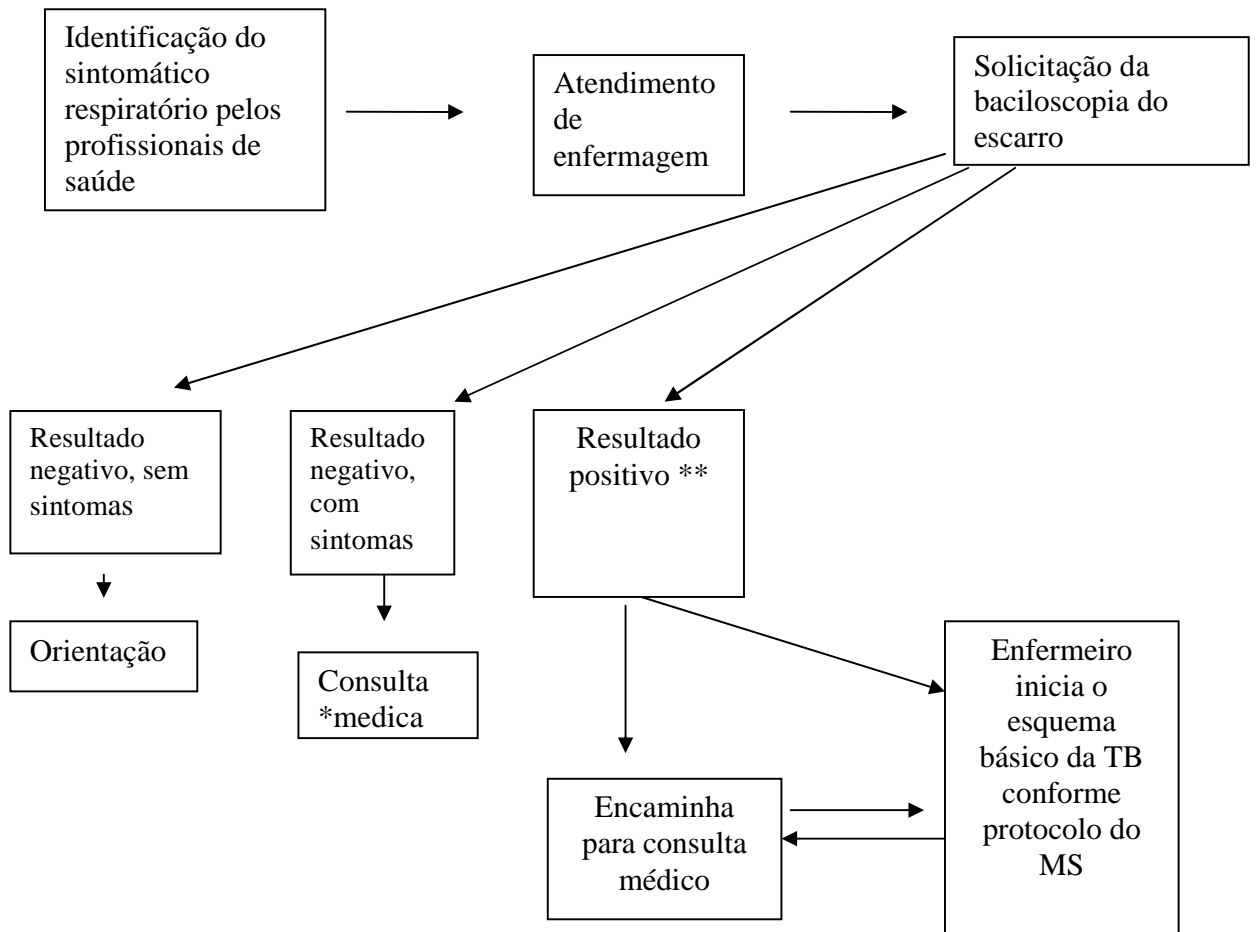 Identificação do
sintomático
respiratório pelos
profissionais de
saúde
Atendimento
de
enfermagem
Solicitação da
baciloscopia do
escarro
Resultado
negativo, sem
sintomas
Resultado
negativo,
com
sintomas
Resultado
positivo **
Orientação
Consulta
*medica
Encaminha
para consulta
médico
Enfermeiro
inicia o
esquema
básico da TB
conforme
protocolo do
MS